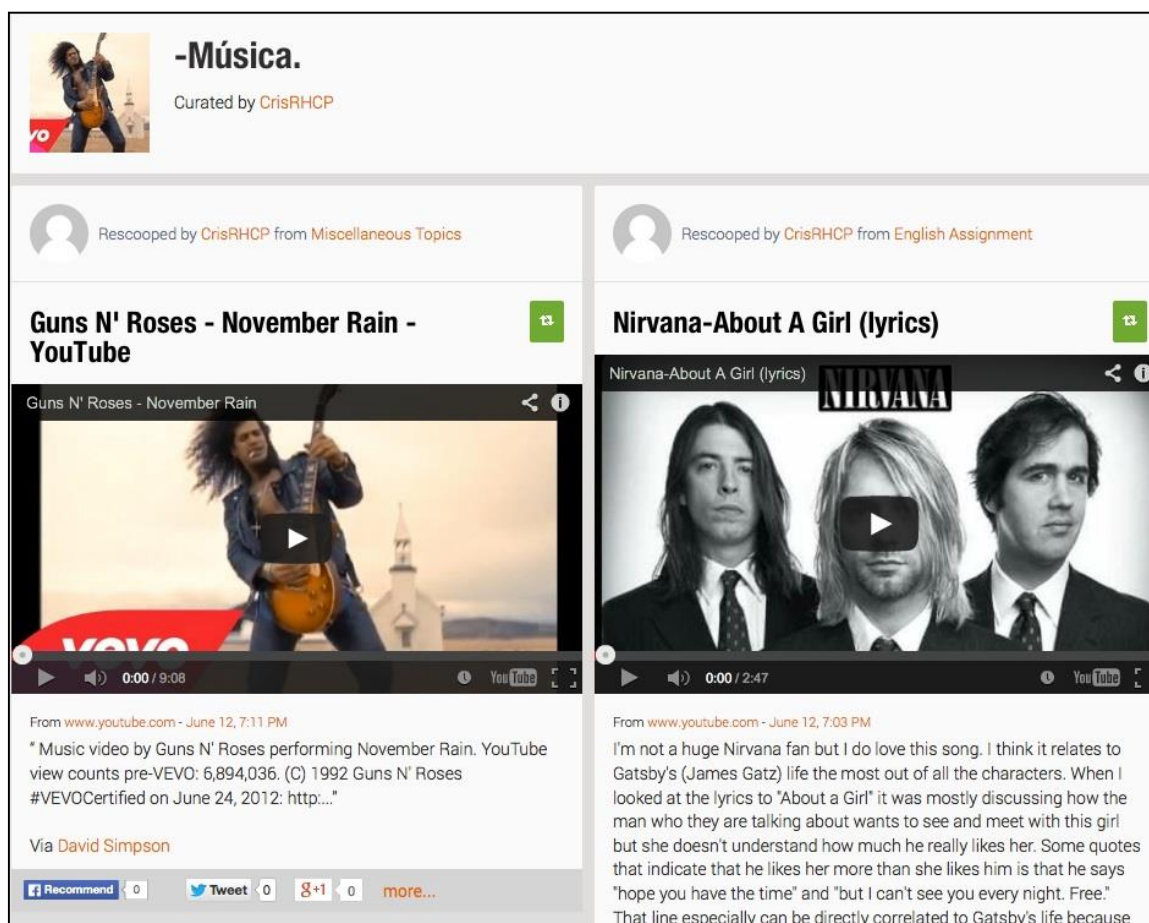 vo
-Música.
Curated by CrisRHCP
Rescooped by CrisRHCP from Miscellaneous Topics
Guns N' Roses - November Rain -
YouTube
Guns N' Roses - November Rain
vevo
0:00 / 9:08
YouTube
From www.youtube.com - June 12, 7:11 PM
" Music video by Guns N' Roses performing November Rain. YouTube
view counts pre-VEVO: 6,894,036. (C) 1992 Guns N' Roses
#VEVOCertified on June 24, 2012: http:..."
Via David Simpson
Recommend 0 Tweet 0 g+1 0 more...
Rescooped by CrisRHCP from English Assignment
Nirvana-About A Girl (lyrics)
Nirvana-About A Girl (lyrics)
NIRVANA
0:00 / 2:47
YouTube
From www.youtube.com - June 12, 7:03 PM
I'm not a huge Nirvana fan but I do love this song. I think it relates to
Gatsby's (James Gatz) life the most out of all the characters. When I
looked at the lyrics to "About a Girl" it was mostly discussing how the
man who they are talking about wants to see and meet with this girl
but she doesn't understand how much he really likes her. Some quotes
that indicate that he likes her more than she likes him is that he says
"hope you have the time" and "but I can't see you every night. Free."
That line especially can be directly correlated to Gatsby's life because